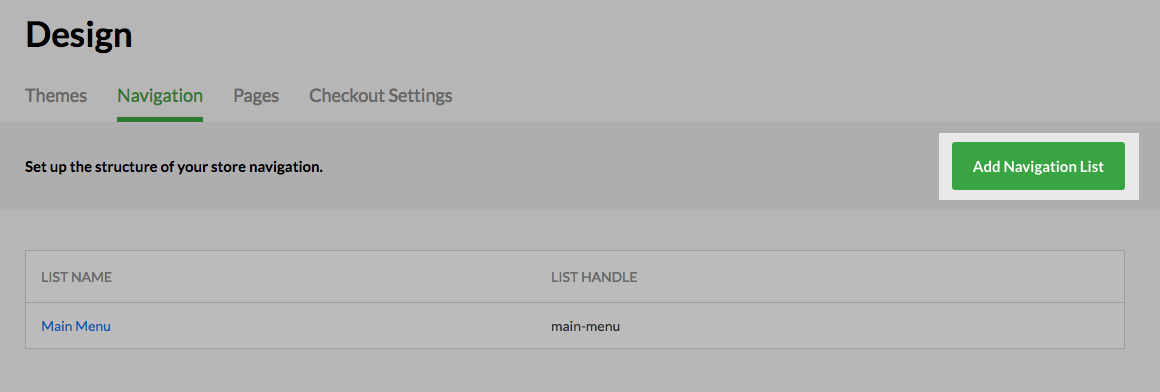 Design
Themes Navigation Pages Checkout Settings
Set up the structure of your store navigation. Add Navigation List
LIST NAME LIST HANDLE
Main Menu main-menu